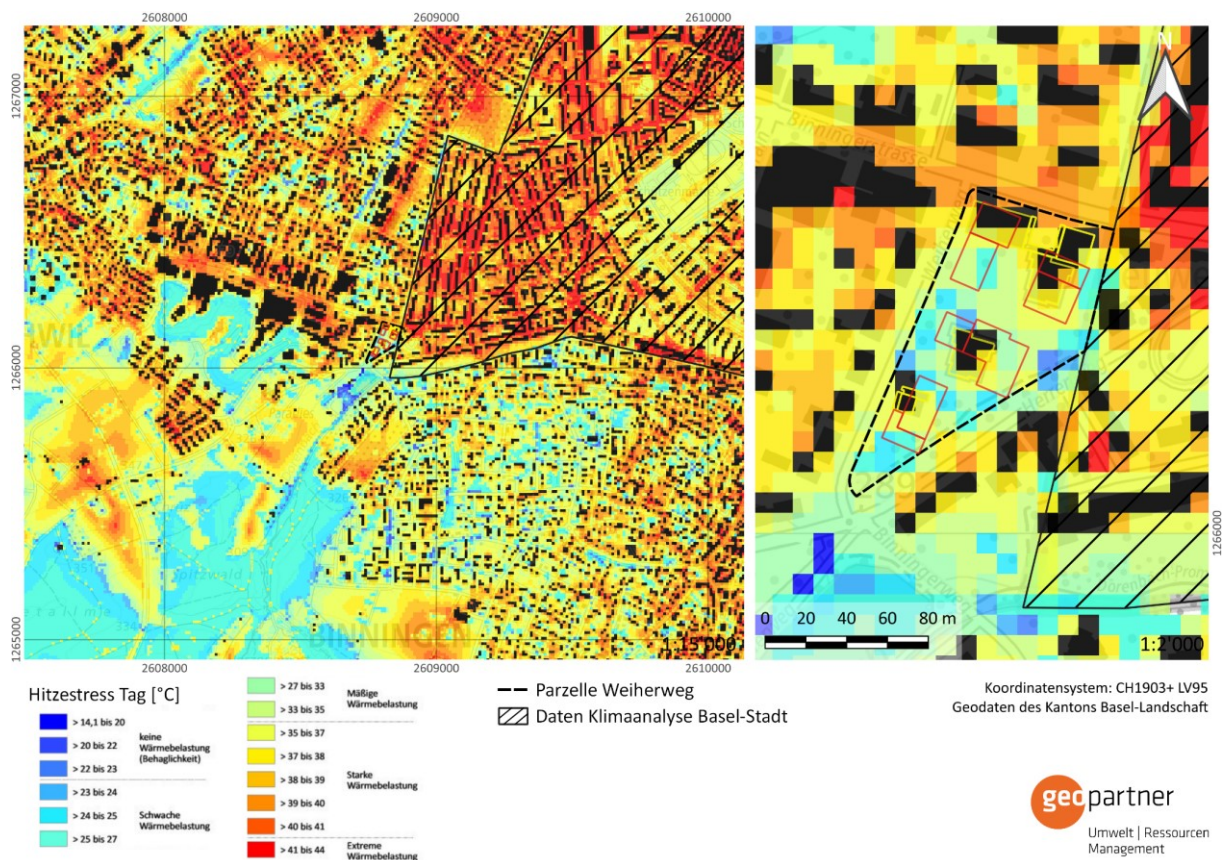 2608000
2609000
2610000
1267000
1266000
1265000
WIL
Spitzwald
BINNINGEN
1:15'000
2608000
2609000
2610000
N
Binningerstrasse
Binningerweg
1266000
0 20 40 60 80 m
1:2'000
Hitzestress Tag [°C]
> 14,1 bis 20
> 20 bis 22
> 22 bis 23
keine
Wärmebelastung
(Behaglichkeit)
> 23 bis 24
> 24 bis 25
> 25 bis 27
Schwache
Wärmebelastung
> 27 bis 33
> 33 bis 35
Mäßige
Wärmebelastung
> 35 bis 37
> 37 bis 38
> 38 bis 39
> 39 bis 40
> 40 bis 41
Starke
Wärmebelastung
> 41 bis 44
Extreme
Wärmebelastung
Parzelle Weiherweg
Daten Klimaanalyse Basel-Stadt
Koordinatensystem: CH1903+ LV95
Geodaten des Kantons Basel-Landschaft
geopartner
Umwelt | Ressourcen
Management